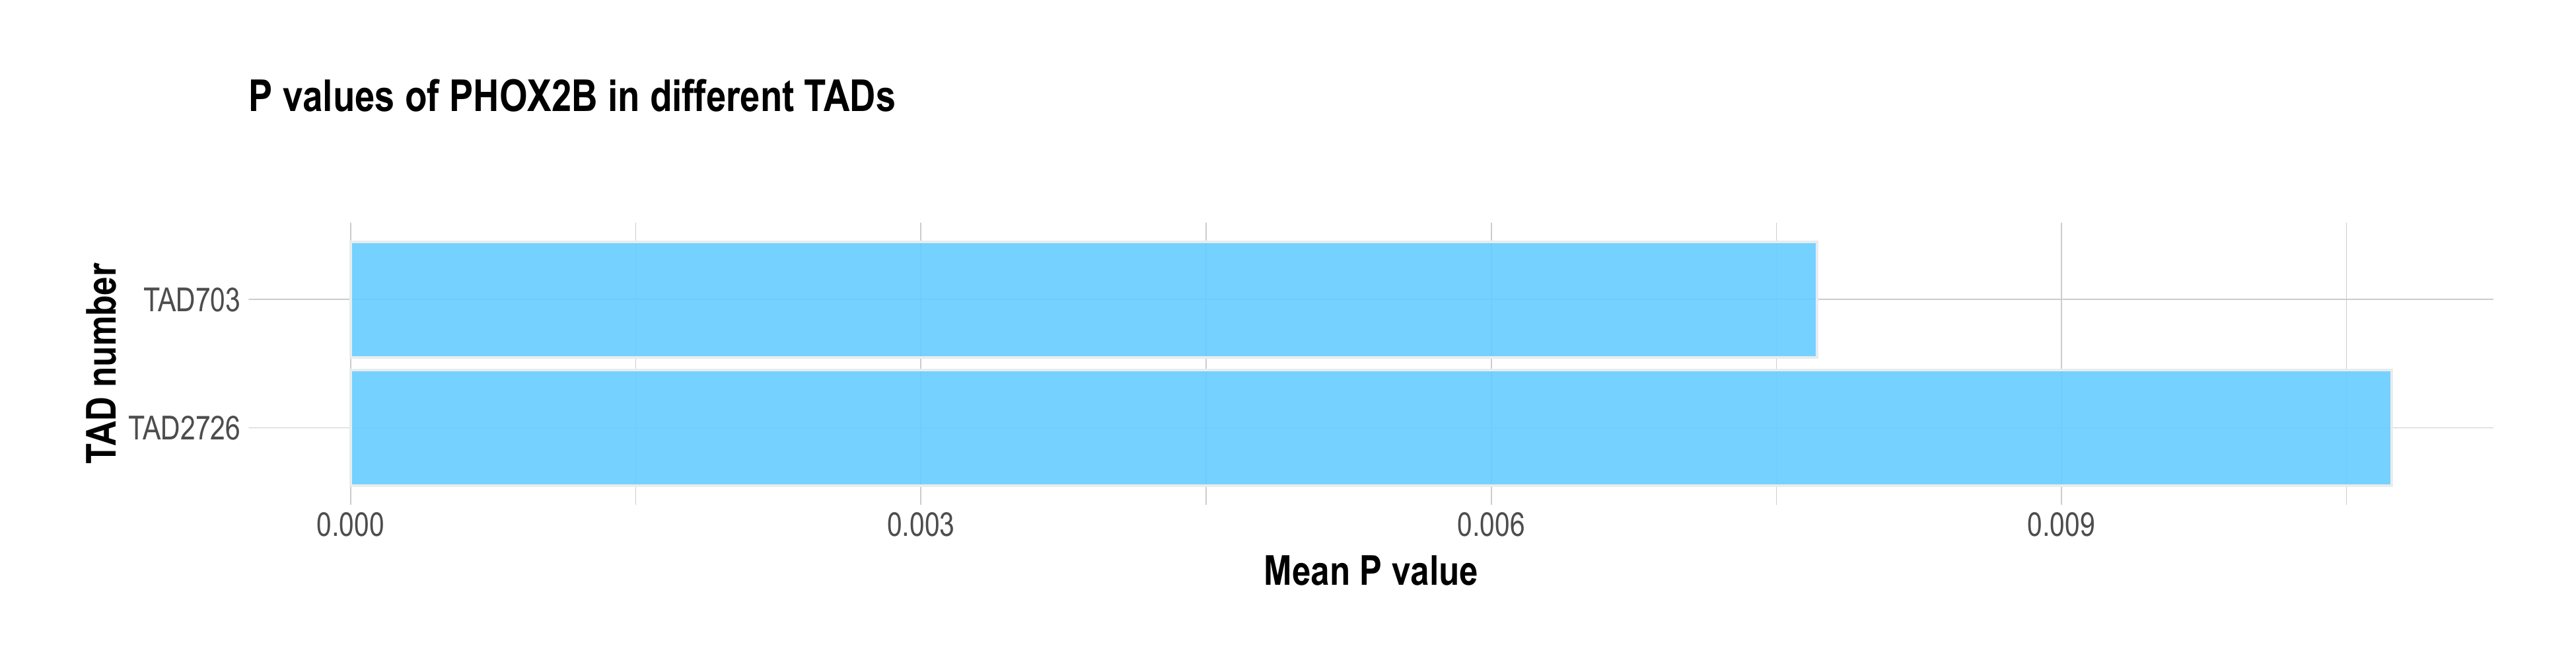 P values of PHOX2B in different TADs
TAD number
TAD703
TAD2726
0.000
0.003
0.006
0.009
Mean P value